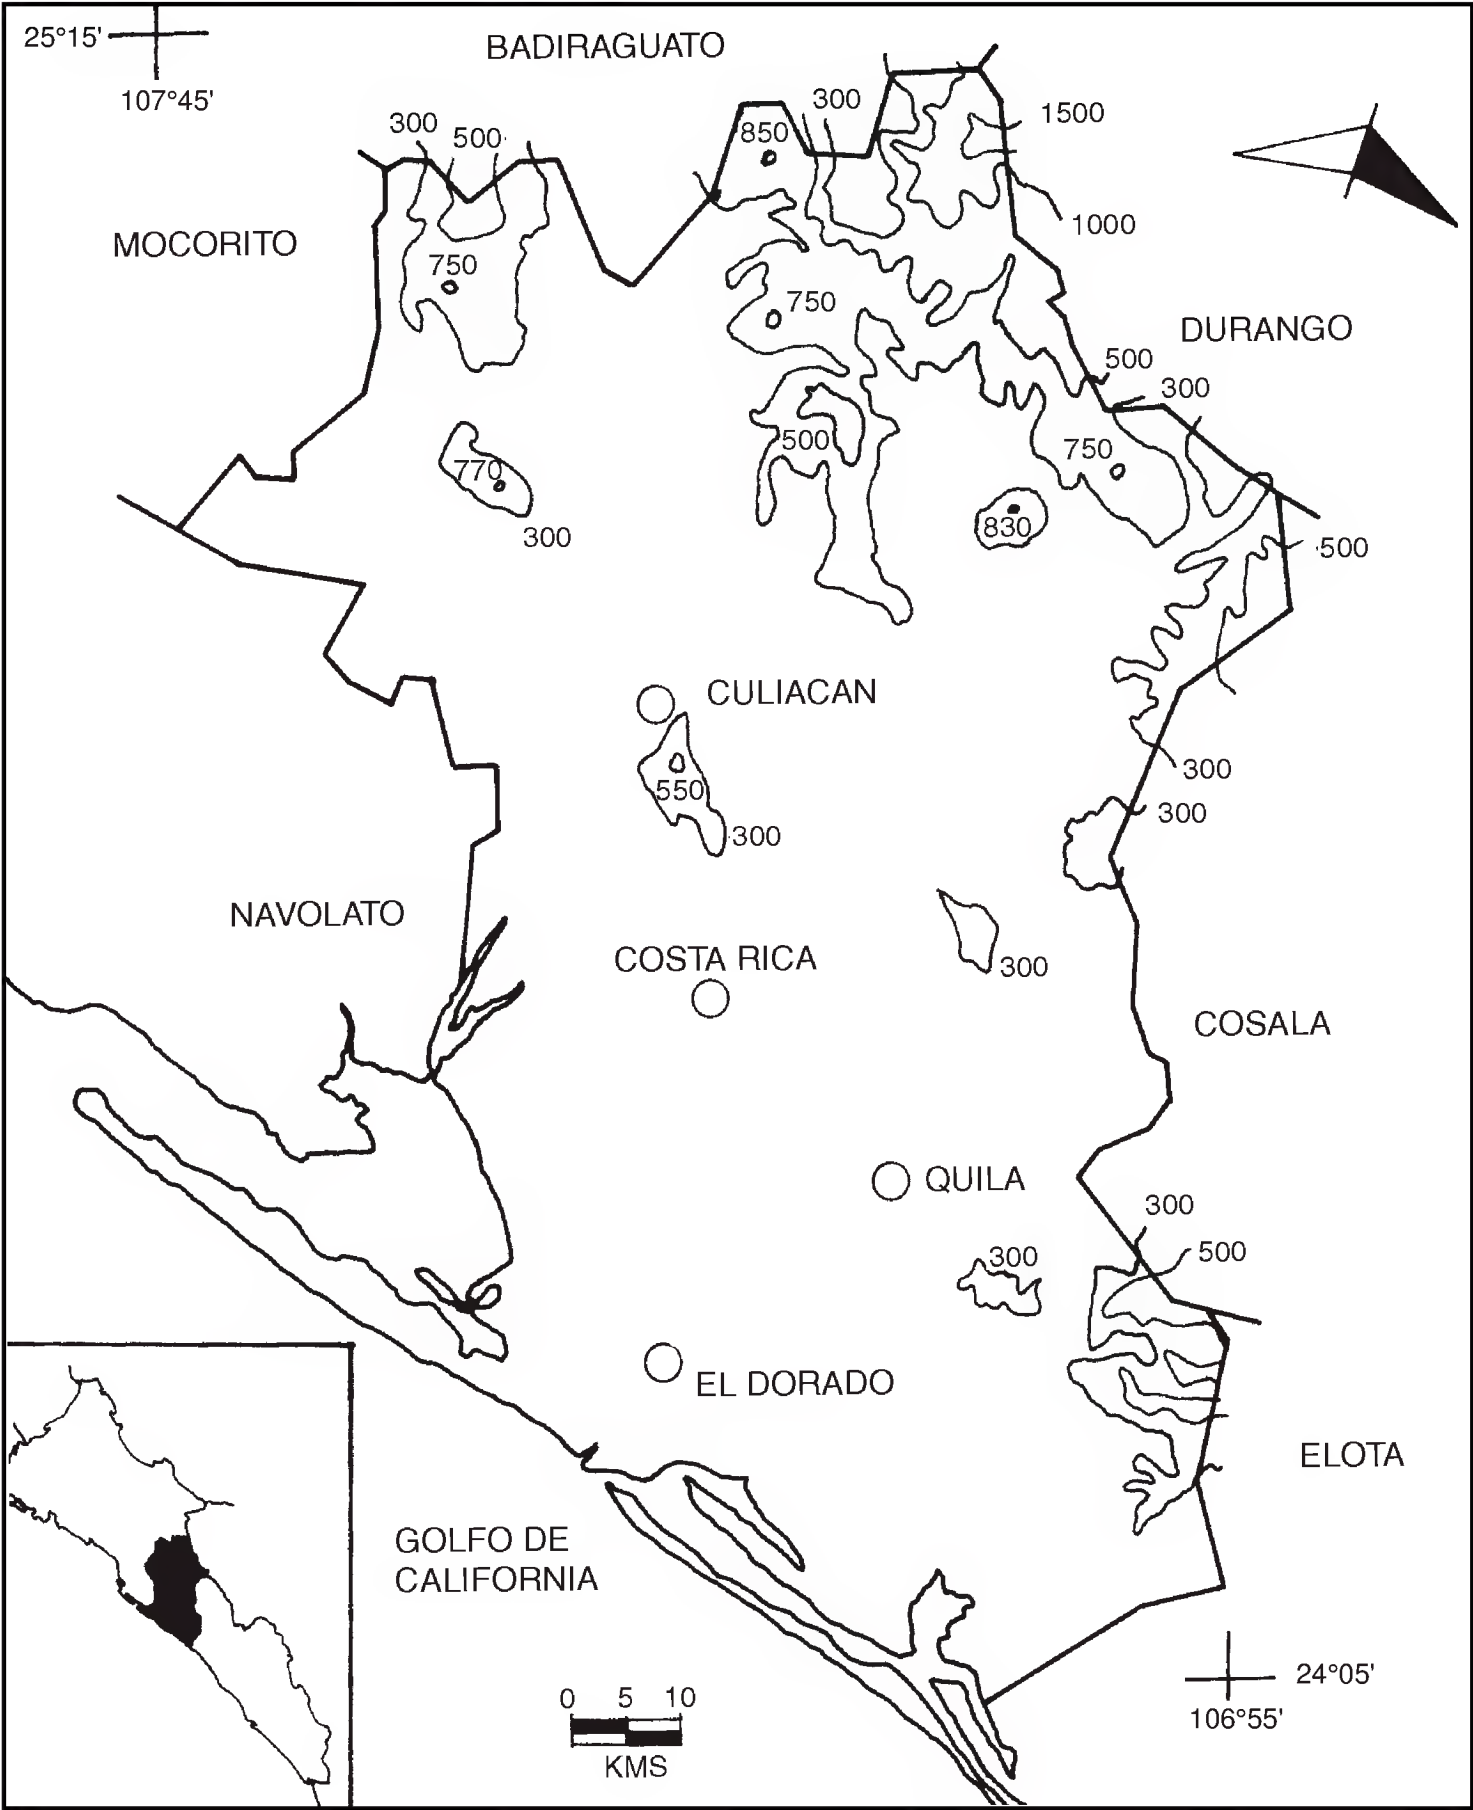 25°15'
107°45'
BADIRAGUATO
300
500
850
300
1500
1000
MOCORITO
750
750
DURANGO
500
300
770
300
500
750
830
500
CULIACAN
550
300
300
300
NAVOLATO
COSTA RICA
300
COSALA
QUILA
300
500
300
EL DORADO
ELOTA
GOLFO DE
CALIFORNIA
0 5 10
KMS
24°05'
106°55'